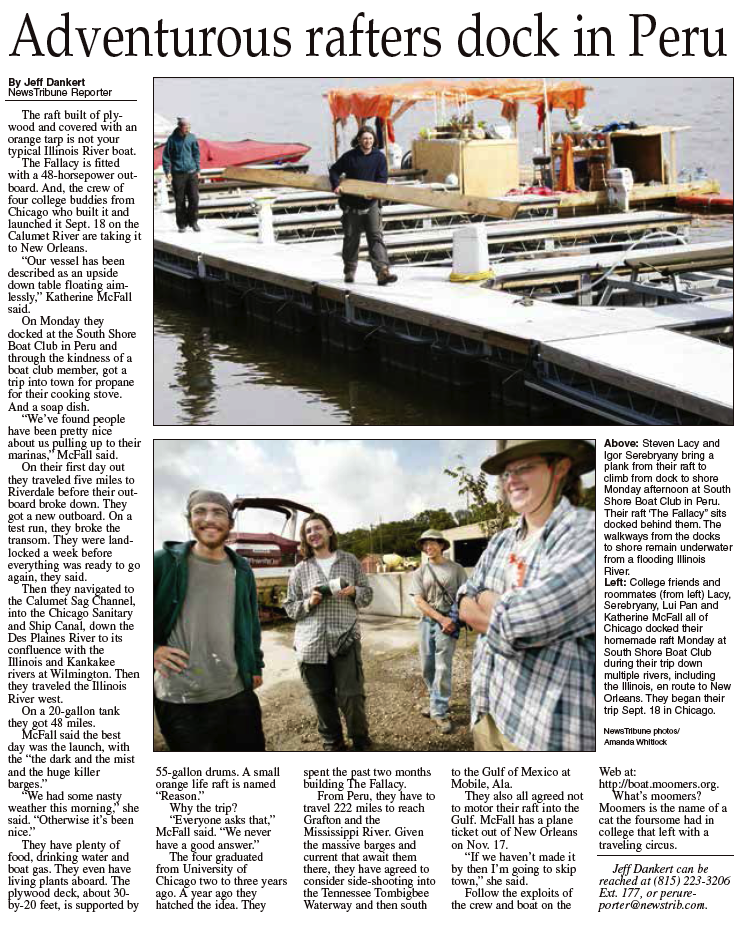 Adventurous rafters dock in Peru
By Jeff Dankert
NewsTribune Reporter
The raft built of ply-
wood and covered with an
orange tarp is not your
typical Illinois River boat.
The Fallacy is fitted
with a 48-horsepower out-
board. And, the crew of
four college buddies from
Chicago who built it and
launched it Sept. 18 on the
Calumet River are taking it
to New Orleans.
“Our vessel has been
described as an upside
down table floating aim-
lessly,” Katherine McFall
said.
On Monday they
docked at the South Shore
Boat Club in Peru and
through the kindness of a
boat club member, got a
trip into town for propane
for their cooking stove.
And a soap dish.
“We’ve found people
have been pretty nice
about us pulling up to their
marinas,” McFall said.
On their first day out
they traveled five miles to
Riverdale before their out-
board broke down. They
got a new outboard. On a
test run, they broke the
transom. They were land-
locked a week before
everything was ready to go
again, they said.
Then they navigated to
the Calumet Sag Channel,
into the Chicago Sanitary
and Ship Canal, down the
Des Plaines River to its
confluence with the
Illinois and Kankakee
rivers at Wilmington. Then
they traveled the Illinois
River west.
On a 20-gallon tank
they got 48 miles.
McFall said the best
day was the launch, with
the “the dark and the mist
and the huge killer
barges.”
“We had some nasty
weather this morning,” she
said. “Otherwise it’s been
nice.”
They have plenty of
food, drinking water and
boat gas. They even have
living plants aboard. The
plywood deck, about 30-
by-20 feet, is supported by
55-gallon drums. A small
orange life raft is named
“Reason.”
Why the trip?
“Everyone asks that,”
McFall said. “We never
have a good answer.”
The four graduated
from University of
Chicago two to three years
ago. A year ago they
hatched the idea. They
spent the past two months
building The Fallacy.
From Peru, they have to
travel 222 miles to reach
Grafton and the
Mississippi River. Given
the massive barges and
current that await them
there, they have agreed to
consider side-shooting into
the Tennessee Tombigbee
Waterway and then south
to the Gulf of Mexico at
Mobile, Ala.
They also all agreed not
to motor their raft into the
Gulf. McFall has a plane
ticket out of New Orleans
on Nov. 17.
“If we haven’t made it
by then I’m going to skip
town,” she said.
Follow the exploits of
the crew and boat on the
Web at:
http://boat.moomers.org.
What’s moomers?
Moomers is the name of a
cat the foursome had in
college that left with a
traveling circus.
Jeff Dankert can be
reached at (815) 223-3206
Ext. 177, or perure-
porter@newstrib.com.
Above: Steven Lacy and
Igor Serebryany bring a
plank from their raft to
climb from dock to shore
Monday afternoon at South
Shore Boat Club in Peru.
Their raft ‘The Fallacy” sits
docked behind them. The
walkways from the docks
to shore remain underwater
from a flooding Illinois
River.
Left: College friends and
roommates (from left) Lacy,
Serebryany, Lui Pan and
Katherine McFall all of
Chicago docked their
homemade raft Monday at
South Shore Boat Club
during their trip down
multiple rivers, including
the Illinois, en route to New
Orleans. They began their
trip Sept. 18 in Chicago.
NewsTribune photos/
Amanda Whitlock